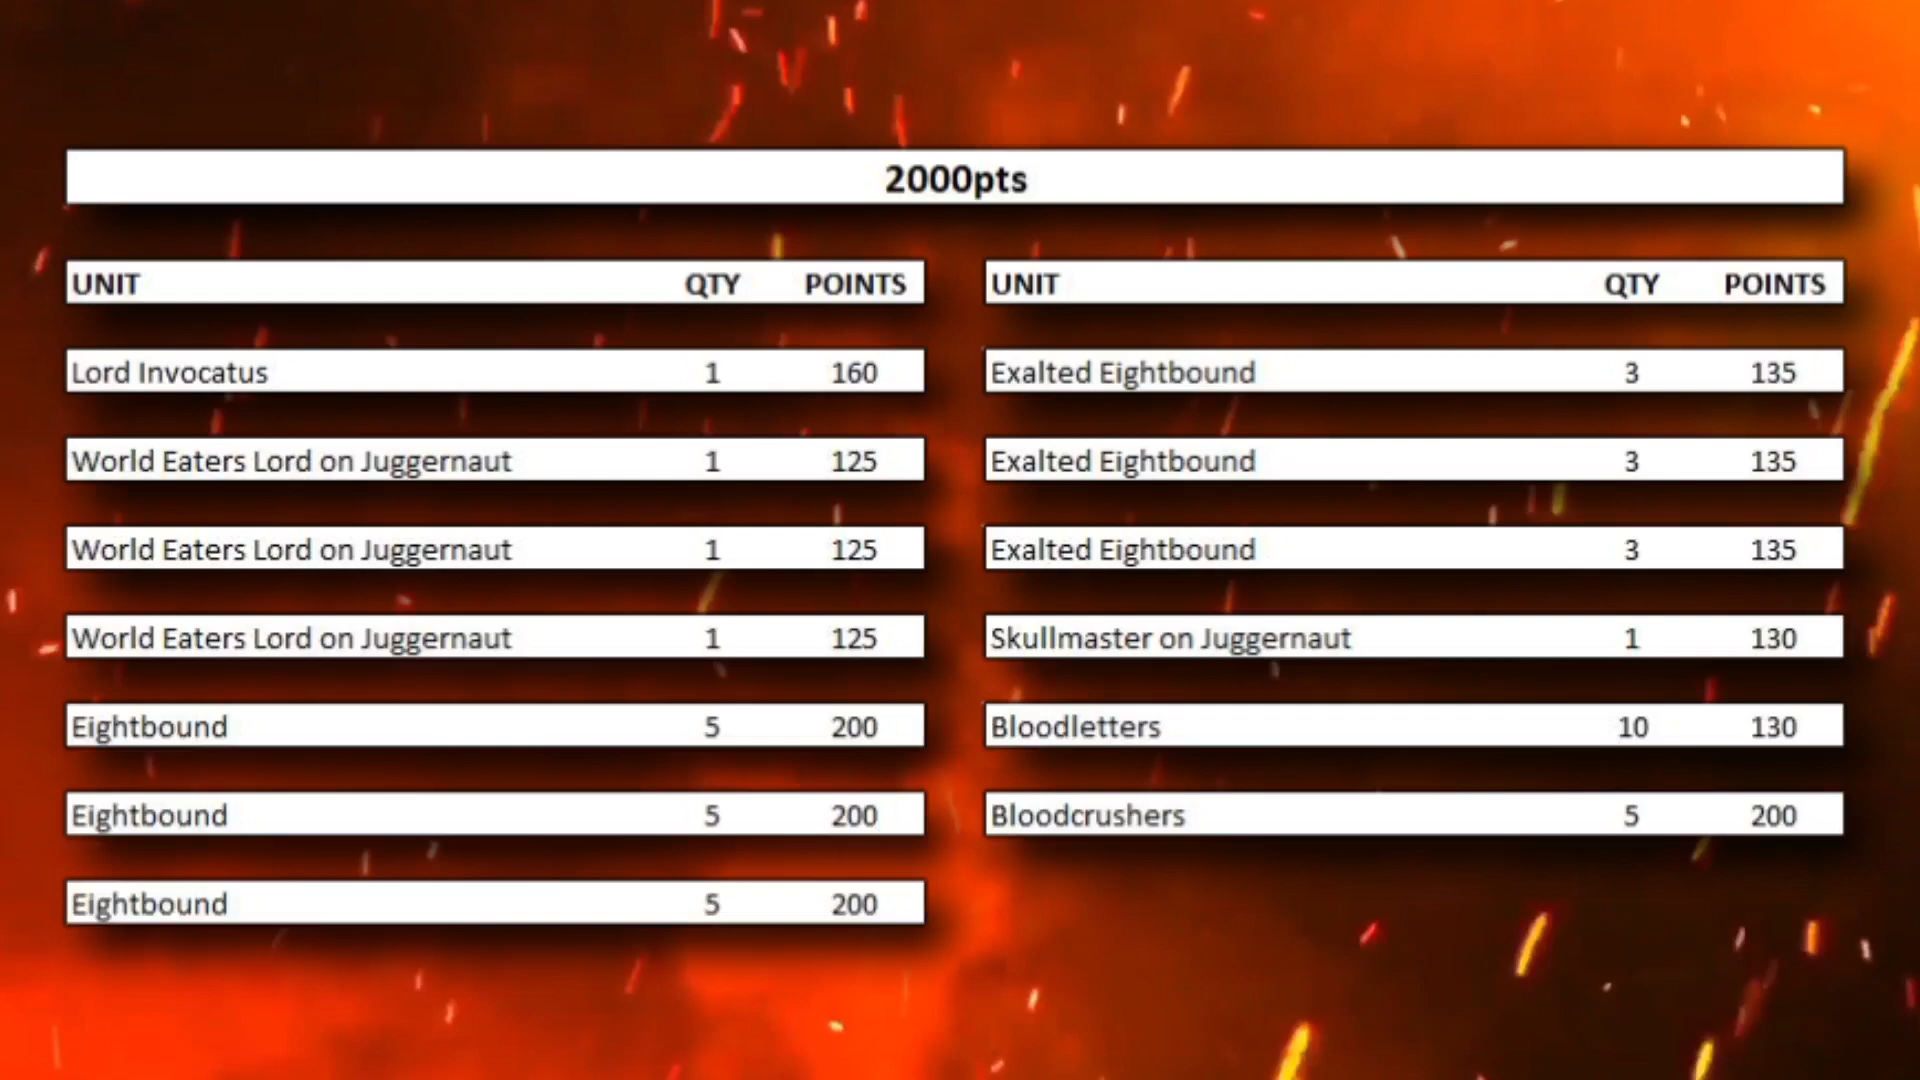 2000pts
UNIT QTY POINTS
Lord Invocatus 1 160
World Eaters Lord on Juggernaut 1 125
World Eaters Lord on Juggernaut 1 125
World Eaters Lord on Juggernaut 1 125
Eightbound 5 200
Eightbound 5 200
Eightbound 5 200
UNIT QTY POINTS
Exalted Eightbound 3 135
Exalted Eightbound 3 135
Exalted Eightbound 3 135
Skullmaster on Juggernaut 1 130
Bloodletters 10 130
Bloodcrushers 5 200